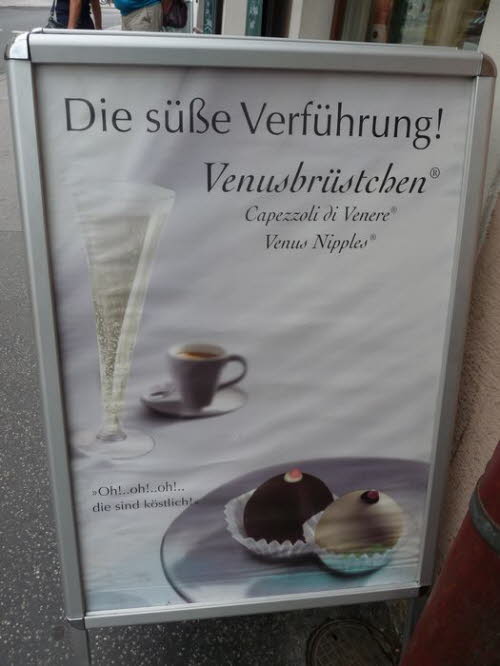 Die süße Verführung!
Venusbrüstchen®
Capezzoli di Venere®
Venus Nipples®
»Oh!..oh!..oh!..
die sind köstlich!«